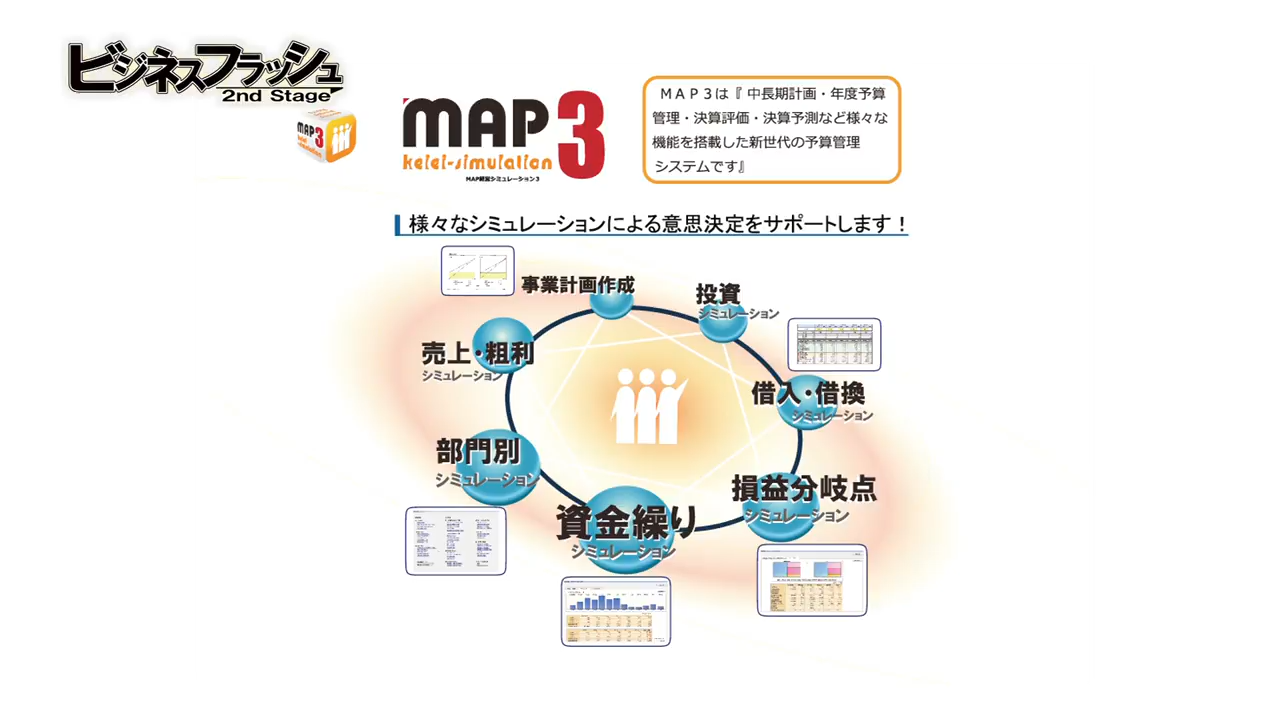 ビジネスフラッシュ
2nd Stage
MAP3
keiei-simulation
MAP3
keiei-simulation
MAP経営シミュレーション3
MAP3は『 中長期計画・年度予算
管理・決算評価・決算予測など様々な
機能を搭載した新世代の予算管理
システムです』
様々なシミュレーションによる意思決定をサポートします！
事業計画作成
投資
シミュレーション
売上・粗利
シミュレーション
借入・借換
シミュレーション
部門別
シミュレーション
損益分岐点
シミュレーション
資金繰り
シミュレーション